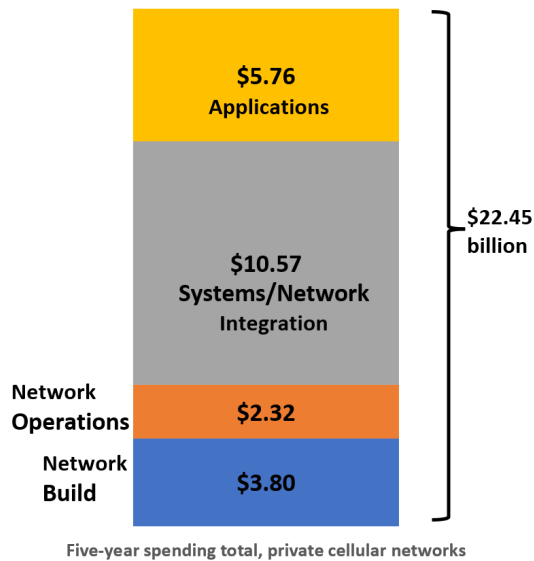 $5.76
Applications
$22.45
billion
$10.57
Systems/Network
Integration
Network
Operations
$2.32
Network
Build
$3.80
Five-year spending total, private cellular networks